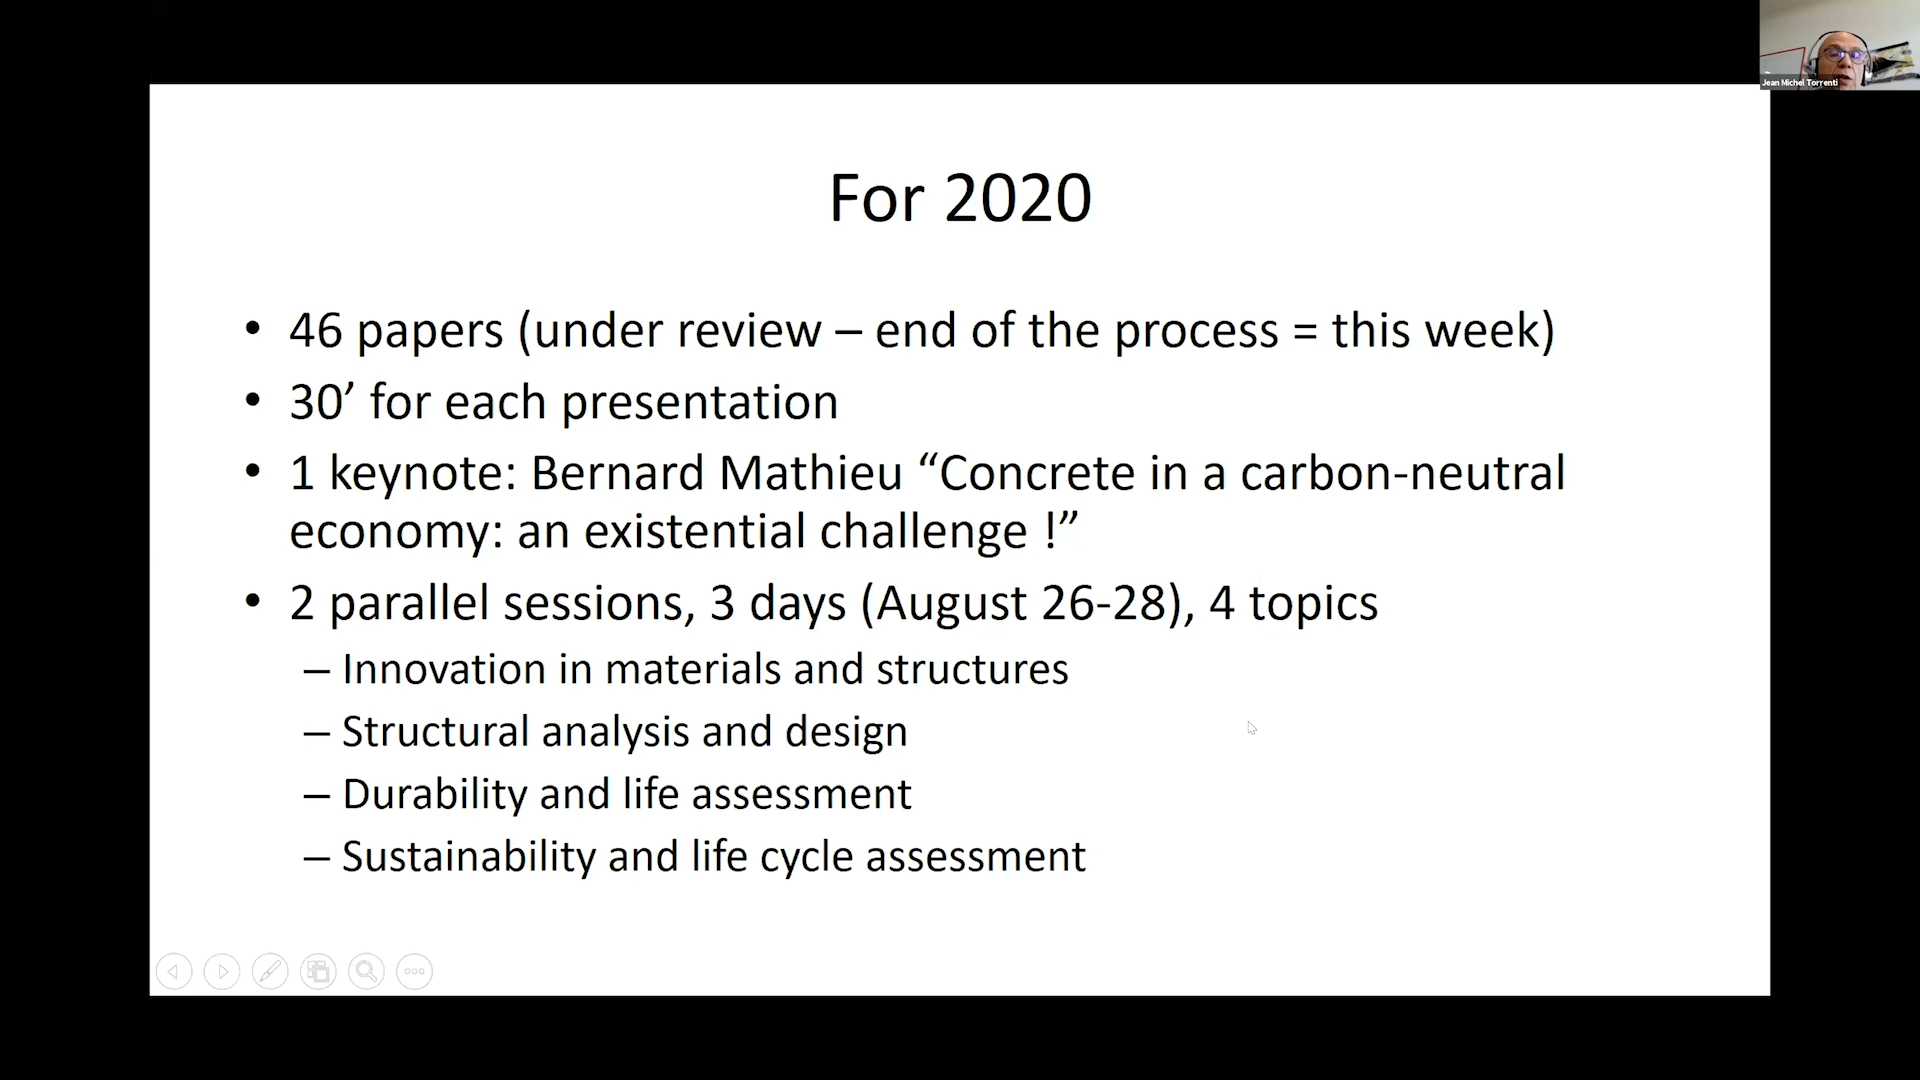 Jean Michel Torrenti
For 2020
• 46 papers (under review – end of the process = this week)
• 30’ for each presentation
• 1 keynote: Bernard Mathieu “Concrete in a carbon-neutral
economy: an existential challenge !”
• 2 parallel sessions, 3 days (August 26-28), 4 topics
– Innovation in materials and structures
– Structural analysis and design
– Durability and life assessment
– Sustainability and life cycle assessment